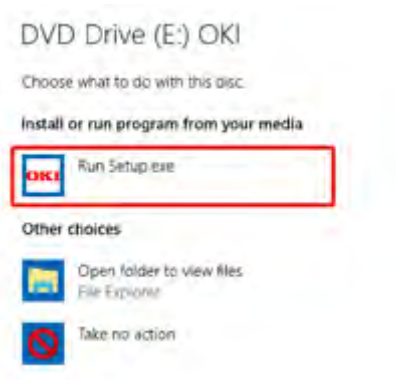 DVD Drive (E:) OKI
Choose what to do with this disc.
Install or run program from your media
OKI
Run Setup.exe
Other choices
Open folder to view files
File Explorer
Take no action